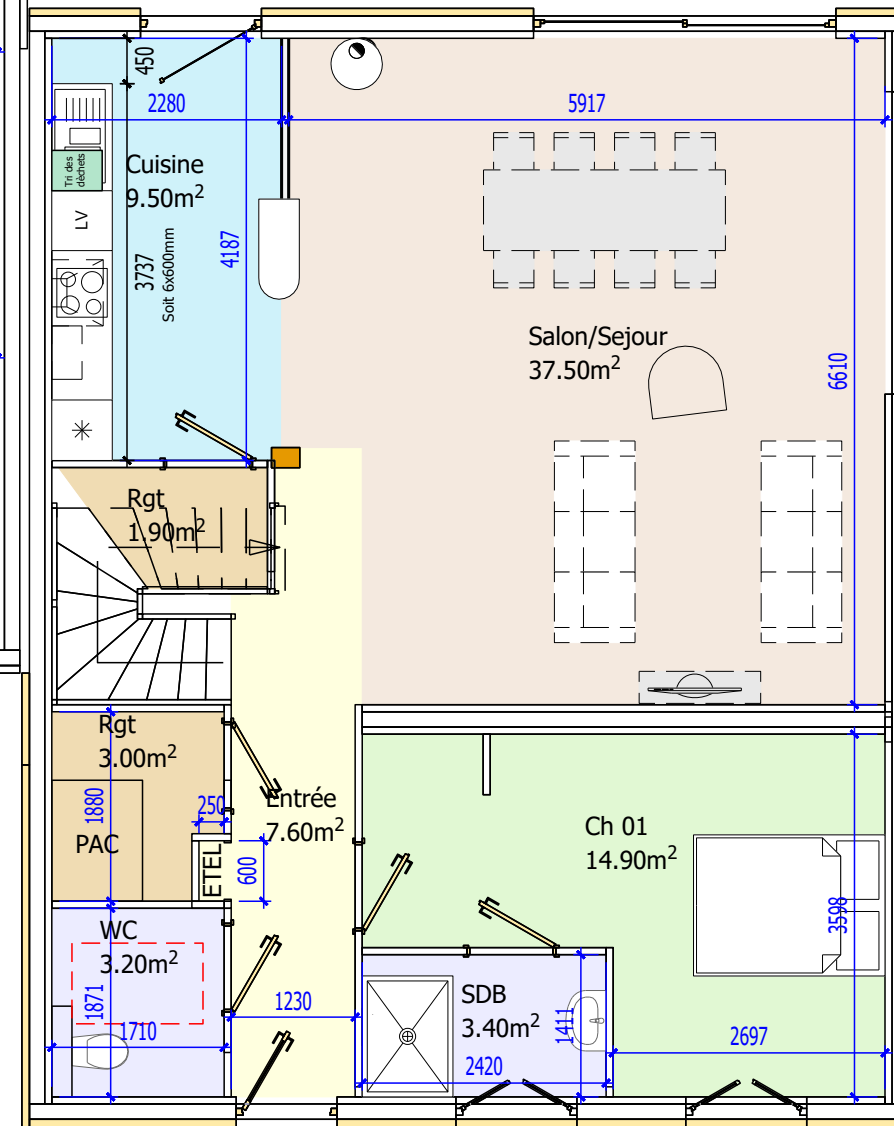 450
2280
5917
Cuisine
9.50m²
Tri des
déchets
LV
4187
3737
Soit 6x600mm
Salon/Sejour
37.50m²
6610
Rgt
1.90m²
Rgt
3.00m²
1880
250
PAC
ETEL
600
Entrée
7.60m²
Ch 01
14.90m²
3598
WC
3.20m²
1871
1710
1230
SDB
3.40m²
1411
2420
2697